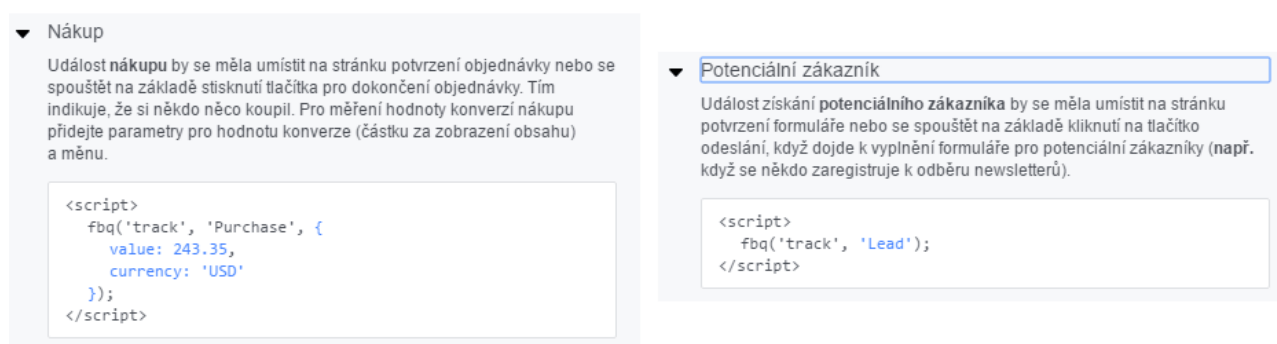 Nákup
Událost nákupu by se měla umístit na stránku potvrzení objednávky nebo se
spouštět na základě stisknutí tlačítka pro dokončení objednávky. Tím
indikuje, že si někdo něco koupil. Pro měření hodnoty konverzí nákupu
přidejte parametry pro hodnotu konverze (částku za zobrazení obsahu)
a měnu.
<script>
fbq('track', 'Purchase', {
value: 243.35,
currency: 'USD'
});
</script>
Potenciální zákazník
Událost získání potenciálního zákazníka by se měla umístit na stránku
potvrzení formuláře nebo se spouštět na základě kliknutí na tlačítko
odeslání, když dojde k vyplnění formuláře pro potenciální zákazníky (např.
když se někdo zaregistruje k odběru newsletterů).
<script>
fbq('track', 'Lead');
</script>